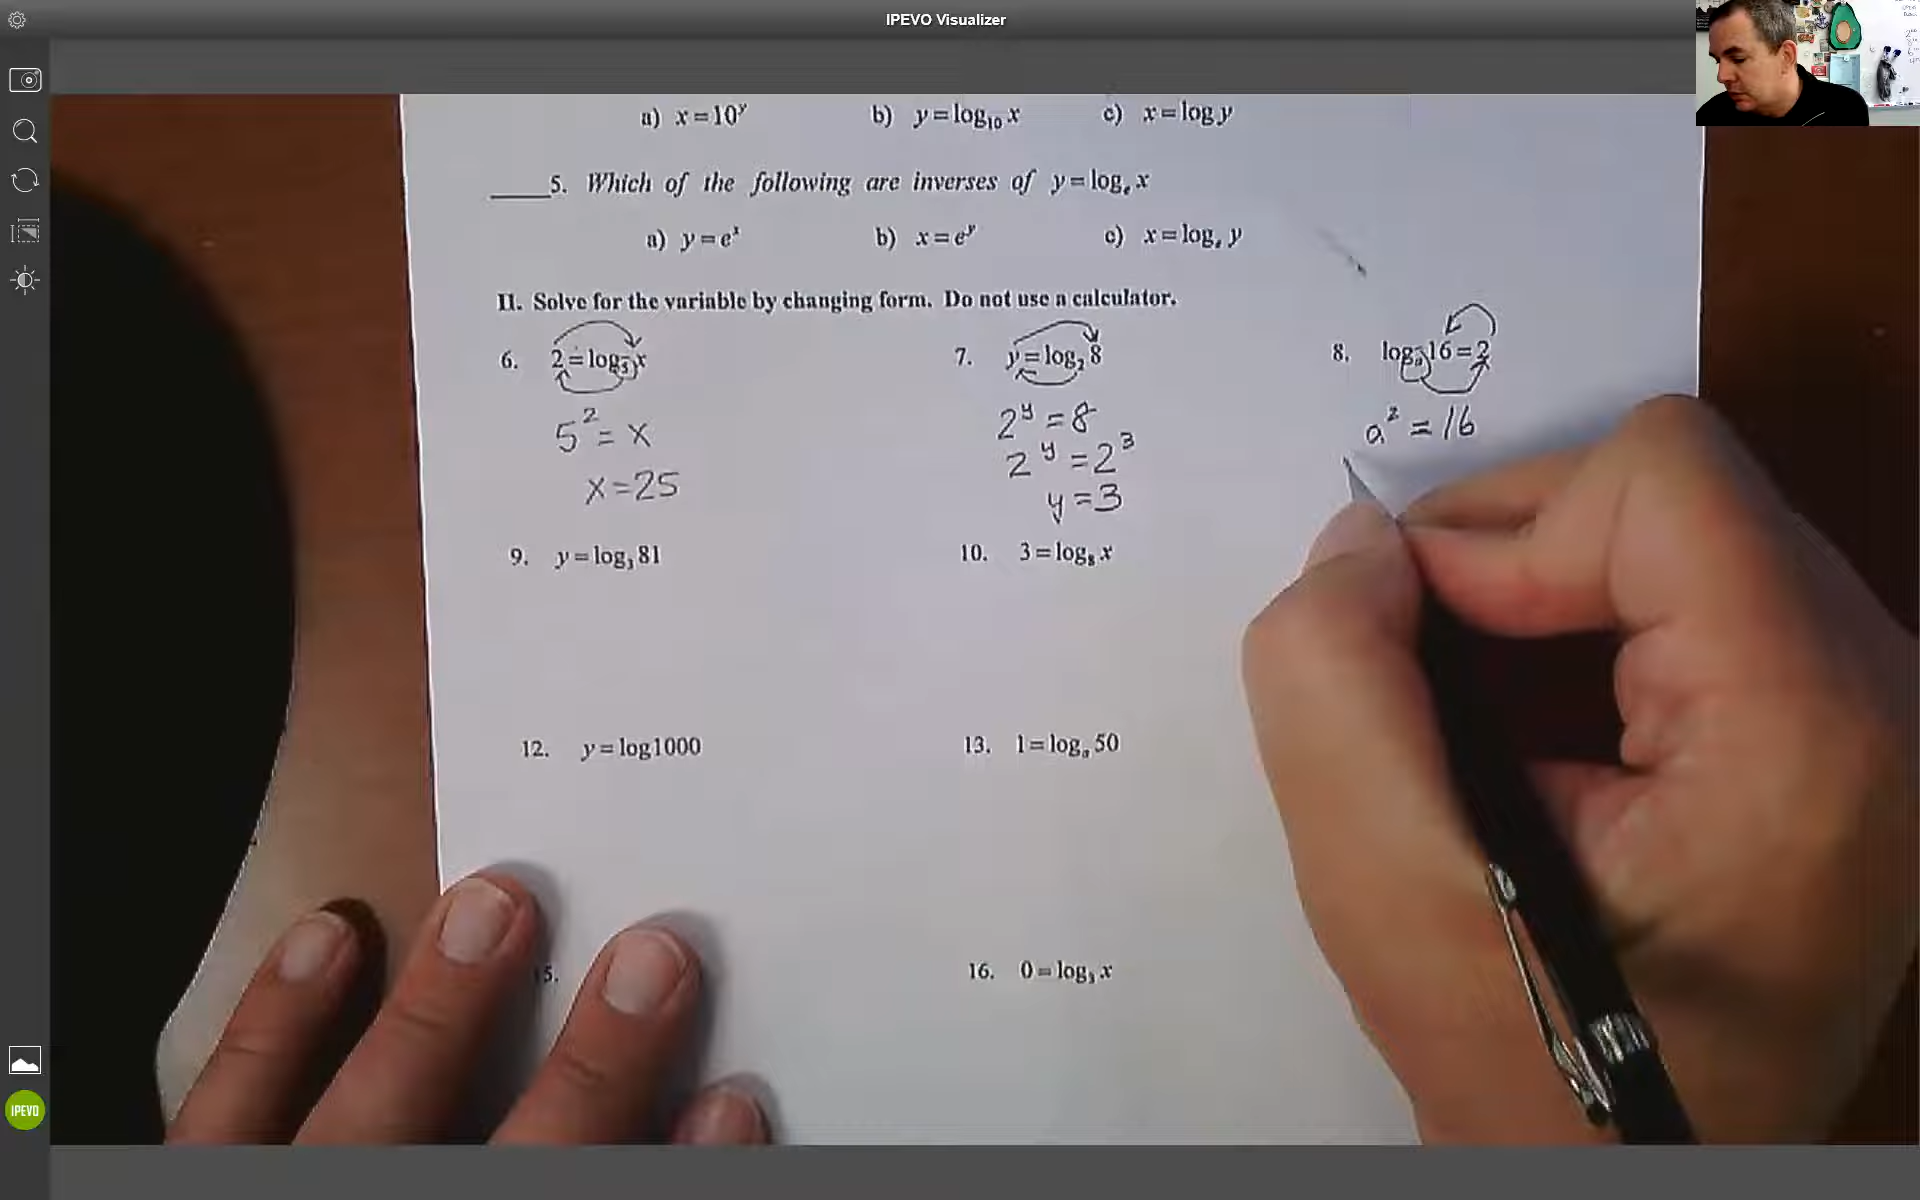 IPEVO Visualizer
a) x = 10^y b) y = log₁₀ x c) x = log y
____5. Which of the following are inverses of y = logₑ x
a) y = e^x b) x = e^y c) x = logₑ y
II. Solve for the variable by changing form. Do not use a calculator.
6. 2 = log₅ x 7. y = log₂ 8 8. logₐ 16 = 2
5² = x 2^y = 8 a² = 16
2^y = 2³
x = 25 y = 3
9. y = log₃ 81 10. 3 = log₈ x
12. y = log 1000 13. 1 = logₐ 50
15. 16. 0 = log₃ x
IPEVO